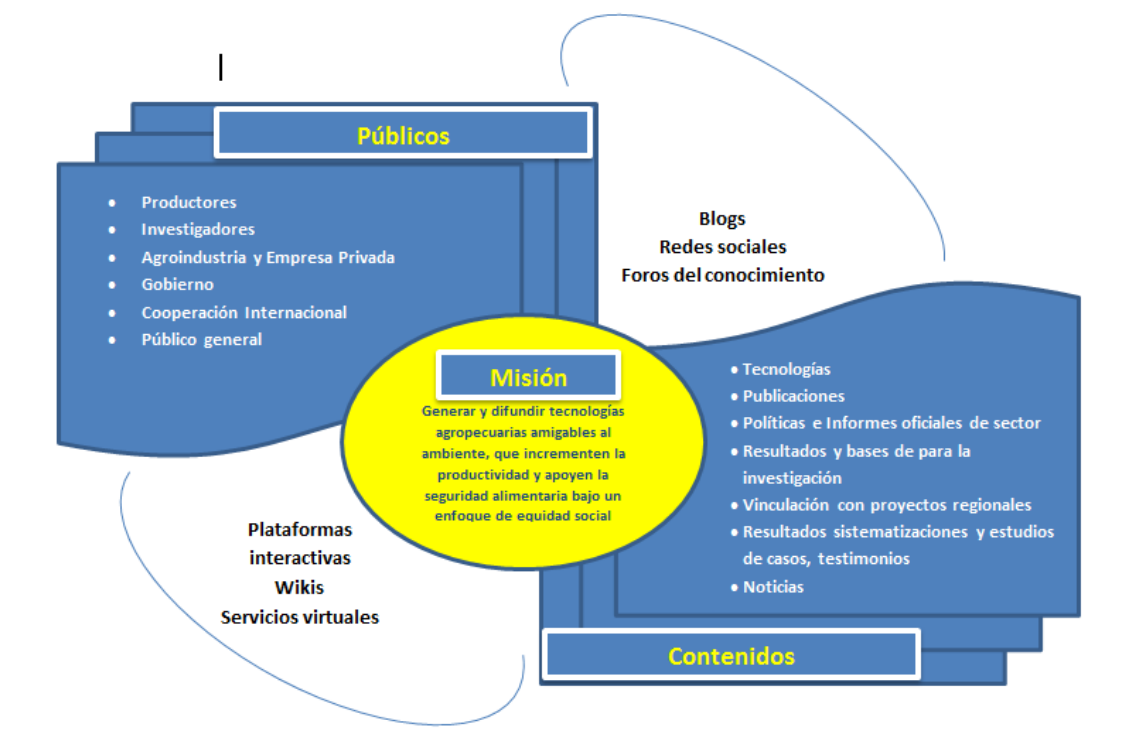 Públicos
• Productores
• Investigadores
• Agroindustria y Empresa Privada
• Gobierno
• Cooperación Internacional
• Público general
Blogs
Redes sociales
Foros del conocimiento
Misión
Generar y difundir tecnologías
agropecuarias amigables al
ambiente, que incrementen la
productividad y apoyen la
seguridad alimentaria bajo un
enfoque de equidad social
• Tecnologías
• Publicaciones
• Políticas e Informes oficiales de sector
• Resultados y bases de para la
investigación
• Vinculación con proyectos regionales
• Resultados sistematizaciones y estudios
de casos, testimonios
• Noticias
Plataformas
interactivas
Wikis
Servicios virtuales
Contenidos